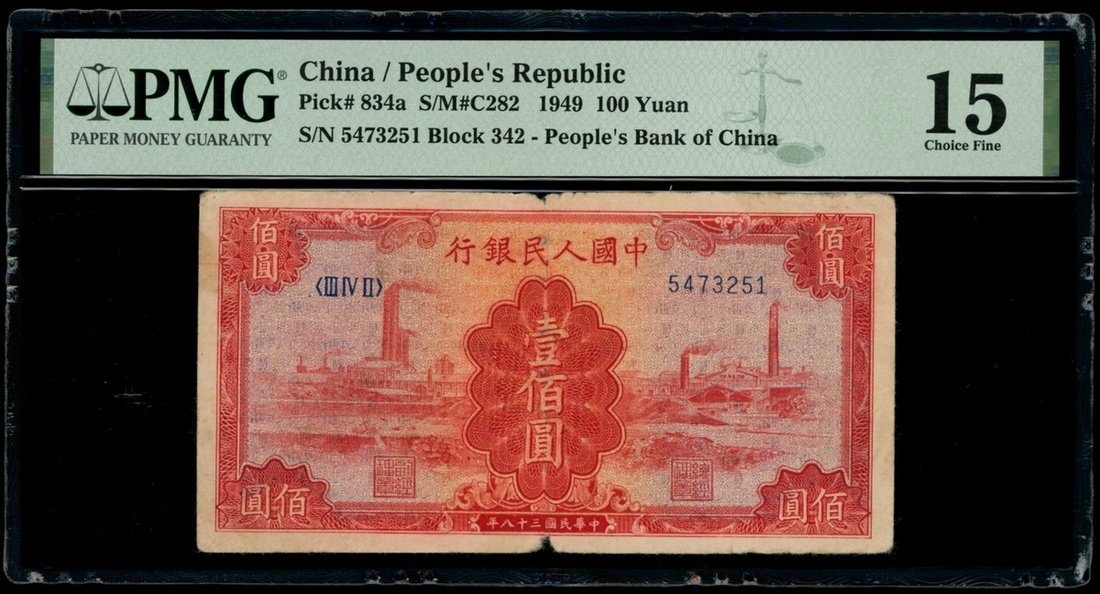 PMG®
PAPER MONEY GUARANTY
China / People's Republic
Pick# 834a S/M#C282 1949 100 Yuan
S/N 5473251 Block 342 - People's Bank of China
15
Choice Fine
佰圓
行銀民人國中
佰圓
〈III IV II〉
5473251
壹佰圓
圓佰
年八十三國民華中
圓佰